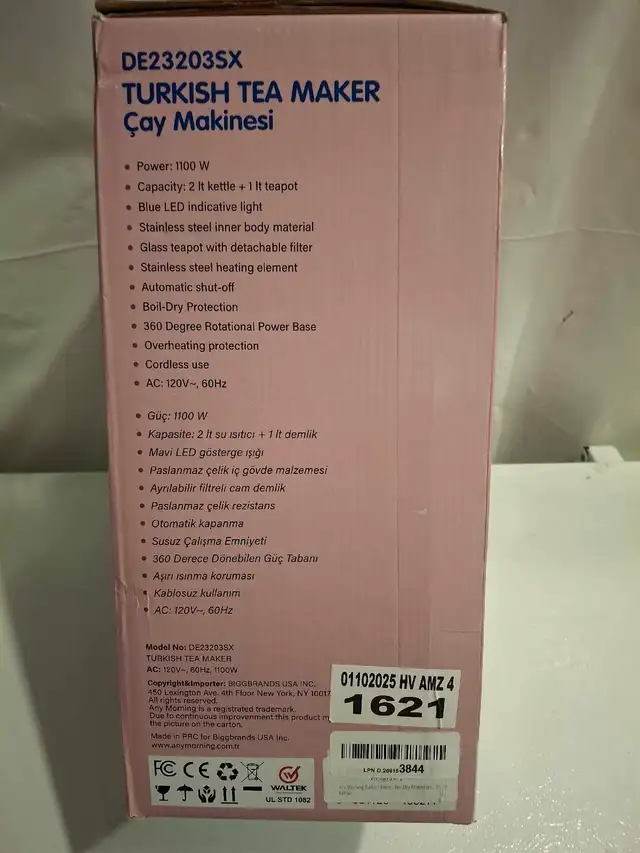 DE23203SX
TURKISH TEA MAKER
Çay Makinesi
• Power: 1100 W
• Capacity: 2 lt kettle + 1 lt teapot
• Blue LED indicative light
• Stainless steel inner body material
• Glass teapot with detachable filter
• Stainless steel heating element
• Automatic shut-off
• Boil-Dry Protection
• 360 Degree Rotational Power Base
• Overheating protection
• Cordless use
• AC: 120V~, 60Hz
• Güç: 1100 W
• Kapasite: 2 lt su ısıtıcı + 1 lt demlik
• Mavi LED gösterge ışığı
• Paslanmaz çelik iç gövde malzemesi
• Ayrılabilir filtreli cam demlik
• Paslanmaz çelik rezistans
• Otomatik kapanma
• Susuz Çalışma Emniyeti
• 360 Derece Dönebilen Güç Tabanı
• Aşırı ısınma koruması
• Kablosuz kullanım
• AC: 120V~, 60Hz
Model No: DE23203SX
TURKISH TEA MAKER
AC: 120V~, 60Hz, 1100W
Copyright&Importer: BIGGBRANDS USA INC.
450 Lexington Ave. 4th Floor New York, NY 10017
All rights reserved.
Any Morning is a registered trademark.
Due to continuous improvenment this product m
the picture on the carton.
Made in PRC for Biggbrands USA Inc.
www.anymorning.com.tr
FC CE
WALTEK
UL STD 1082
01102025 HV AMZ 4
1621
3844